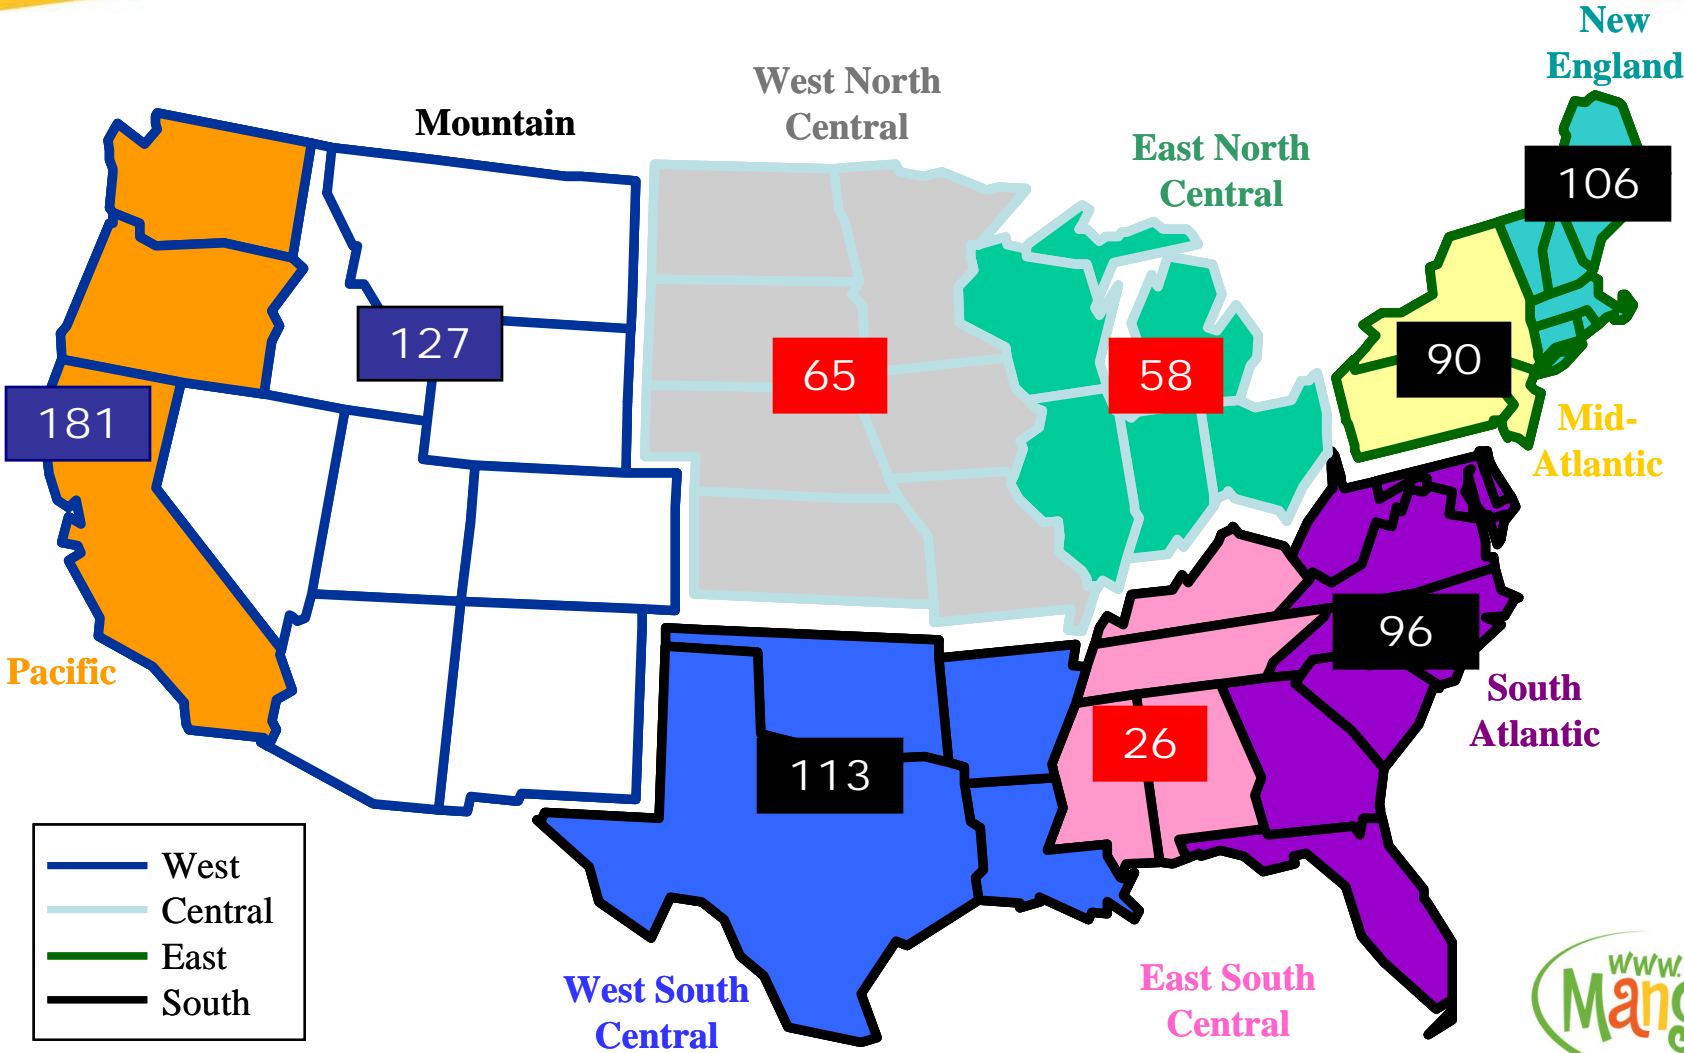 New
England
West North
Central
Mountain
East North
Central
106
127
65
58
90
181
Mid-
Atlantic
96
Pacific
South
Atlantic
26
113
West
Central
East
South
West South
Central
East South
Central
www.